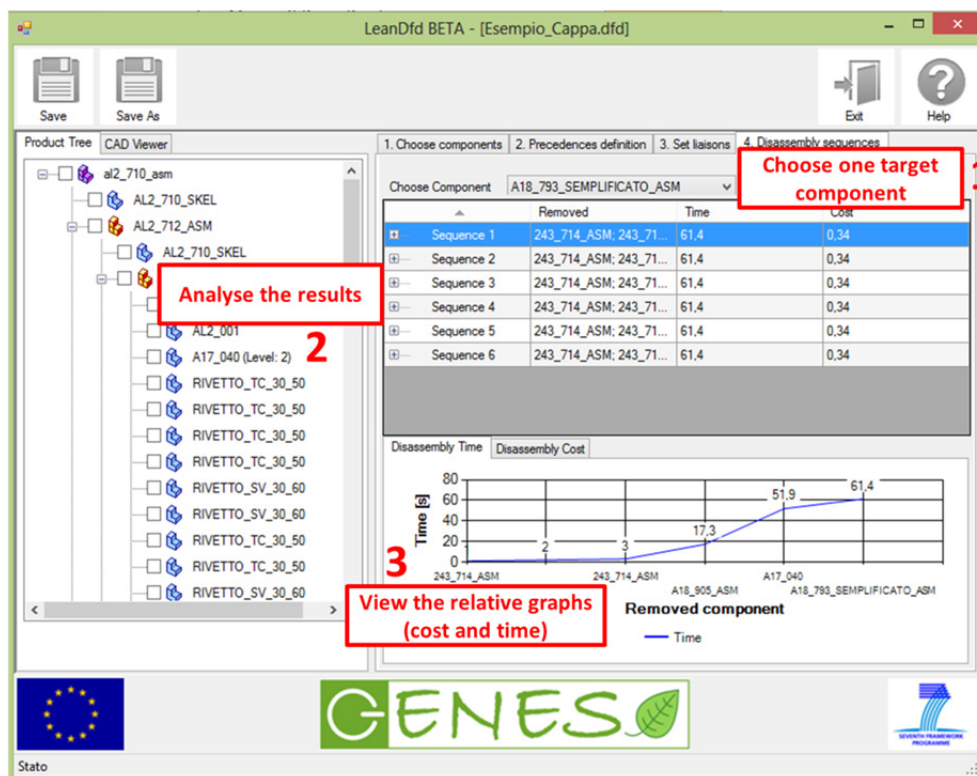 LeanDfd BETA - [Esempio_Cappa.dfd]
Save
Save As
Exit
Help
Product Tree
CAD Viewer
al2_710_asm
AL2_710_SKEL
AL2_712_ASM
AL2_710_SKEL
Analyse the results
AL2_001
2
A17_040 (Level: 2)
RIVETTO_TC_30_50
RIVETTO_TC_30_50
RIVETTO_TC_30_50
RIVETTO_TC_30_50
RIVETTO_SV_30_60
RIVETTO_SV_30_60
RIVETTO_TC_30_50
RIVETTO_TC_30_50
RIVETTO_SV_30_60
1. Choose components
2. Precedences definition
3. Set liaisons
4. Disassembly sequences
Choose one target
component
1
Choose Component
A18_793_SEMPLIFICATO_ASM
Removed Time Cost
Sequence 1 243_714_ASM; 243_71... 61,4 0,34
Sequence 2 243_714_ASM; 243_71... 61,4 0,34
Sequence 3 243_714_ASM; 243_71... 61,4 0,34
Sequence 4 243_714_ASM; 243_71... 61,4 0,34
Sequence 5 243_714_ASM; 243_71... 61,4 0,34
Sequence 6 243_714_ASM; 243_71... 61,4 0,34
Disassembly Time
Disassembly Cost
Time [s]
80
60
40
20
0
2
3
17,3
51,9
61,4
243_714_ASM
243_714_ASM
A18_905_ASM
A17_040
A18_793_SEMPLIFICATO_ASM
Removed component
Time
3
View the relative graphs
(cost and time)
GENESI
7
SEVENTH FRAMEWORK
PROGRAMME
Stato